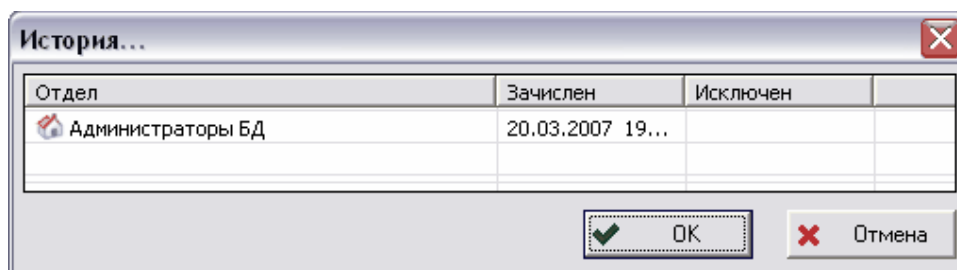 История...
Отдел Зачислен Исключен
Администраторы БД 20.03.2007 19...
OK Отмена